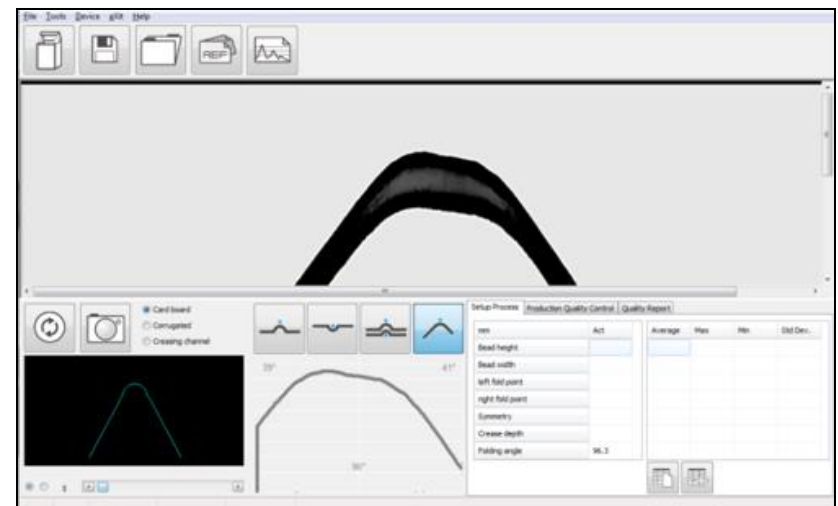 File Tools Device eXit Help
REF
Card board
Corrugated
Creasing channel
Setup Process Production Quality Control Quality Report
mm Act Average Max Min Std Dev.
Bead height
Bead width
left fold point
right fold point
Symmetry
Crease depth
Folding angle 96.3
39° 41°